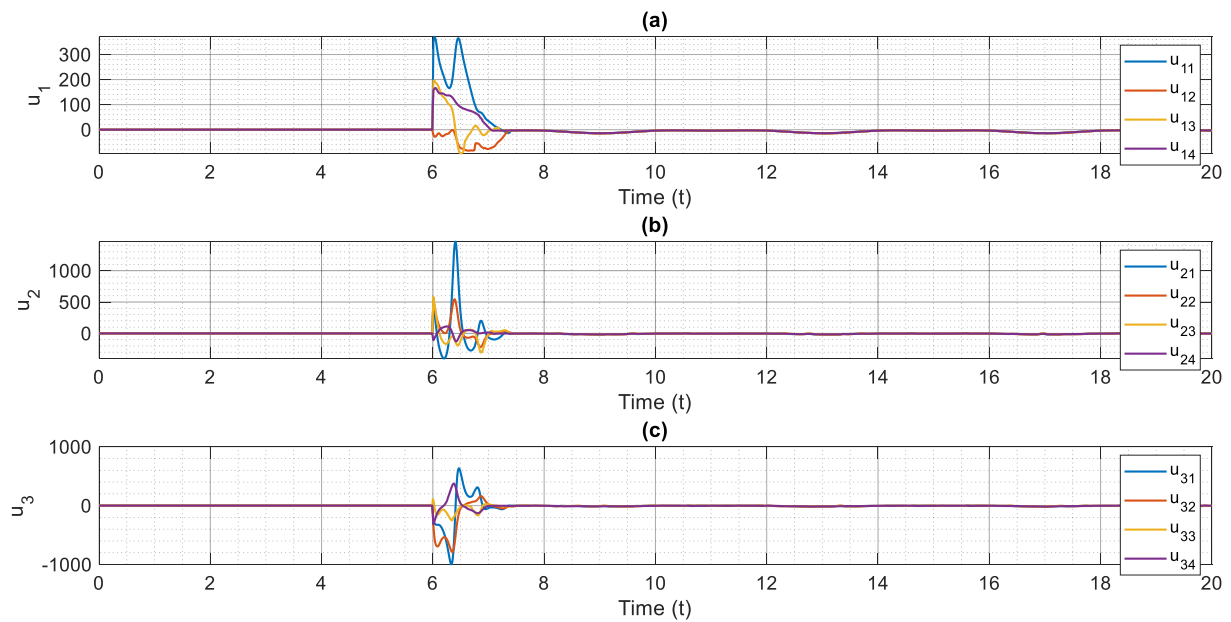 (a)
300
200
100
0
u1
u11
u12
u13
u14
0 2 4 6 8 10 12 14 16 18 20
Time (t)
(b)
1000
500
0
u2
u21
u22
u23
u24
0 2 4 6 8 10 12 14 16 18 20
Time (t)
(c)
1000
0
-1000
u3
u31
u32
u33
u34
0 2 4 6 8 10 12 14 16 18 20
Time (t)